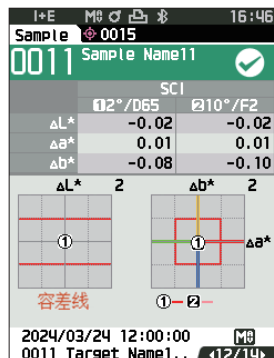 I+E M 16:46
Sample 0015
0011 Sample Name11
SCI
1 2°/D65 2 10°/F2
ΔL* -0.02 -0.02
Δa* 0.01 0.01
Δb* -0.08 -0.10
ΔL* 2 Δb* 2
① ① Δa*
容差线 ①– 2–
2024/03/24 12:00:00 M
0011 Target Name1.. 12/14